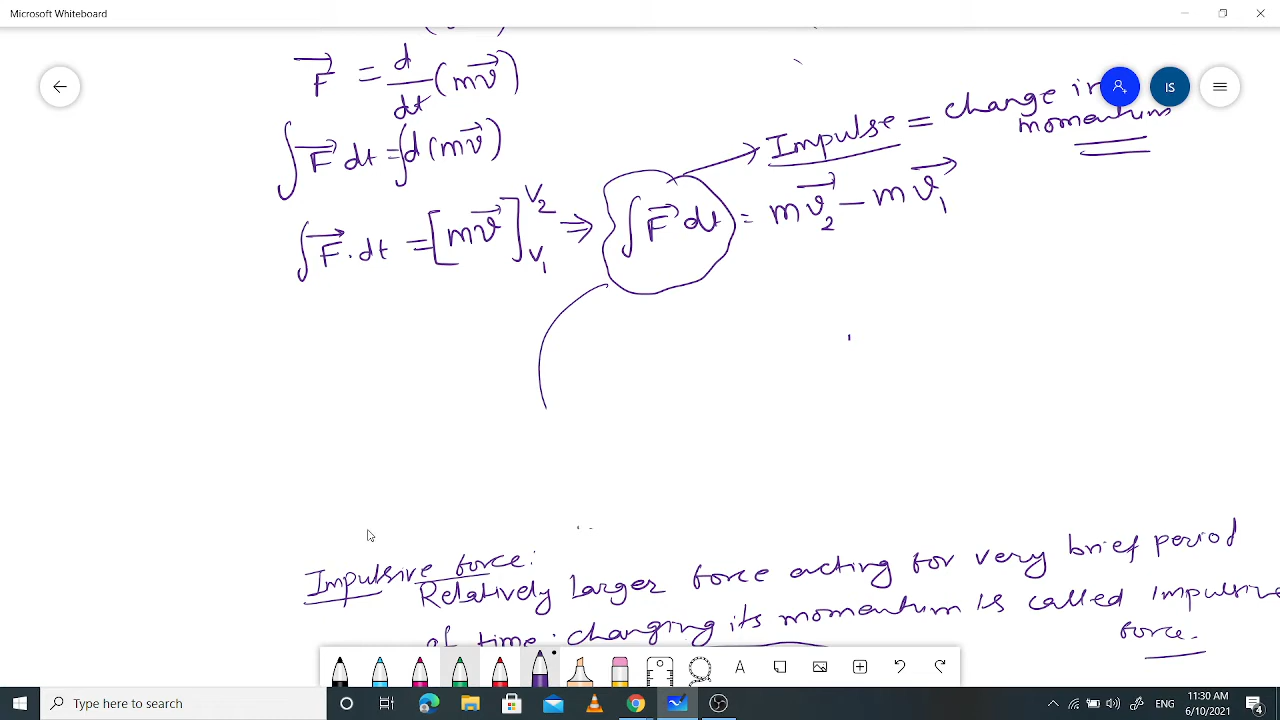 Microsoft Whiteboard
F = d/dt (mv)
∫F dt = ∫d (mv)
Impulse = change in
momentum
IS
∫F . dt = [mv] V2 V1 ⇒ ∫F dt = mv2 − mv1
Impulsive force:
Relatively larger force acting for very brief period
of time. changing its momentum is called impulsive
force.
A
Type here to search
ENG
11:30 AM
6/10/2021